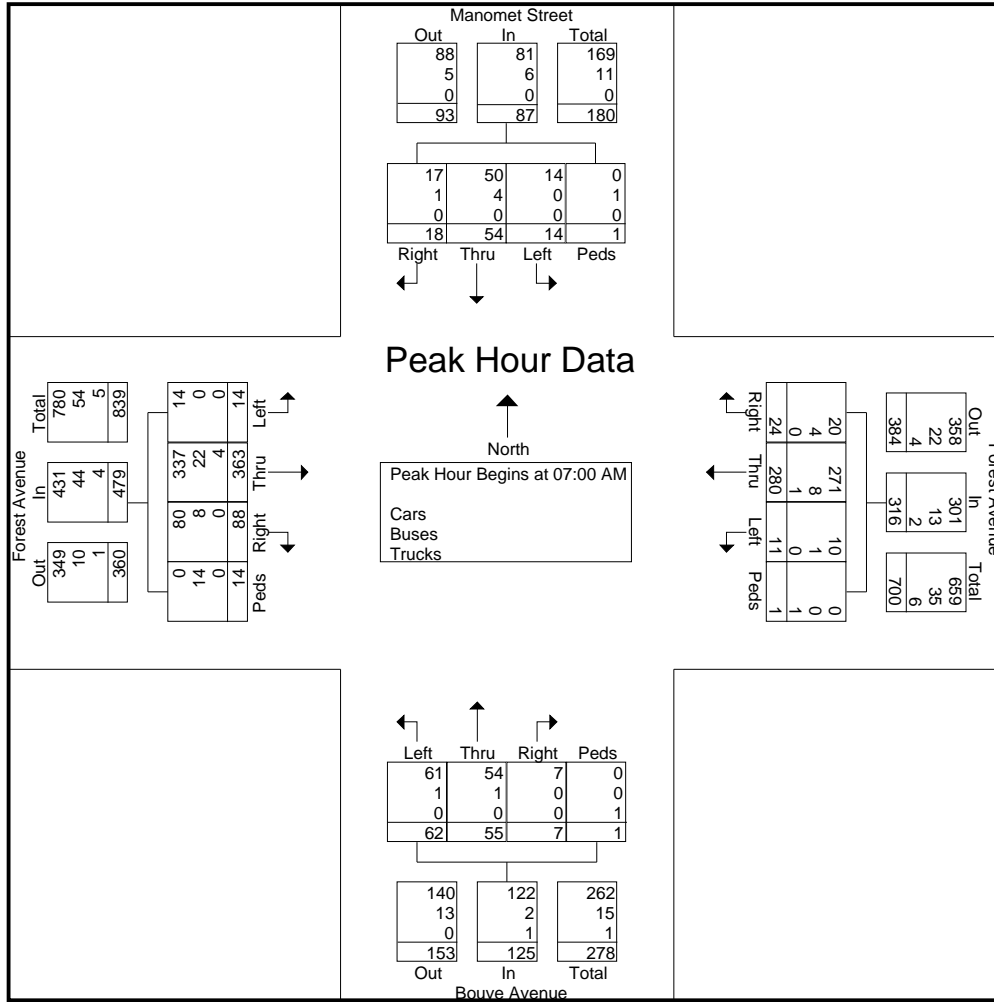 Manomet Street
Out In Total
88 81 169
5 6 11
0 0 0
93 87 180
17 50 14 0
1 4 0 1
0 0 0 0
18 54 14 1
Right Thru Left Peds
Peak Hour Data
North
Peak Hour Begins at 07:00 AM
Cars
Buses
Trucks
Forest Avenue
Out In Total
349 431 780
10 44 54
1 4 5
360 479 839
14 0 0 14
337 22 4 363
80 8 0 88
0 14 0 14
Left
Thru
Right
Peds
Out In Total
358 301 659
22 13 35
4 2 6
384 316 700
20 271 10 0
4 8 1 0
0 1 0 1
24 280 11 1
Right Thru Left Peds
Left Thru Right Peds
61 54 7 0
1 1 0 0
0 0 0 1
62 55 7 1
140 122 262
13 2 15
0 1 1
153 125 278
Out In Total
Bouve Avenue